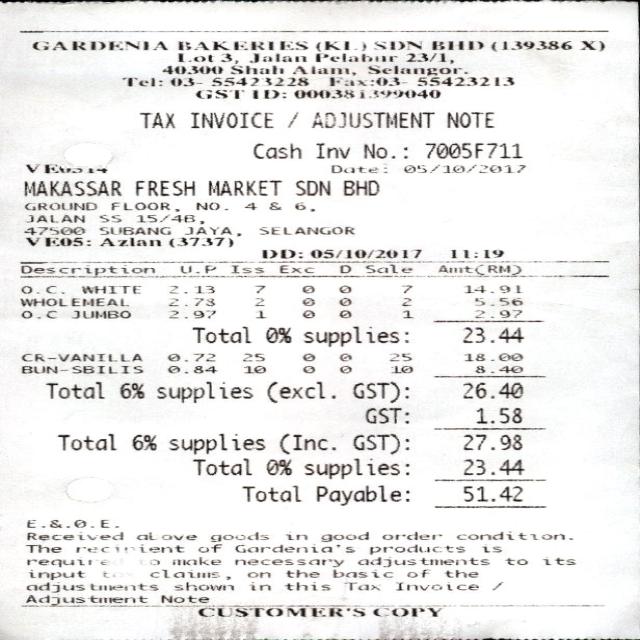 GARDENIA BAKERIES (KL) SDN BHD (139386 X)
Lot 3, Jalan Pelabur 23/1,
40300 Shah Alam, Selangor.
Tel: 03- 55423228 Fax:03- 55423213
GST ID: 000381399040
TAX INVOICE / ADJUSTMENT NOTE
Cash Inv No.: 7005F711
Date: 05/10/2017
MAKASSAR FRESH MARKET SDN BHD
GROUND FLOOR, NO. 4 & 6,
JALAN SS 15/4B,
47500 SUBANG JAYA, SELANGOR
VE05: Azlan (3737)
DD: 05/10/2017 11:19
Description U.P Iss Exc D Sale Amt(RM)
O.C. WHITE 2.13 7 0 0 7 14.91
WHOLEMEAL 2.78 2 0 0 2 5.56
O.C JUMBO 2.97 1 0 0 1 2.97
Total 0% supplies: 23.44
CR-VANILLA 0.72 25 0 0 25 18.00
BUN-SBILIS 0.84 10 0 0 10 8.40
Total 6% supplies (excl. GST): 26.40
GST: 1.58
Total 6% supplies (Inc. GST): 27.98
Total 0% supplies: 23.44
Total Payable: 51.42
E.&.O.E.
Received above goods in good order condition.
The recipient of Gardenia's products is
required to make necessary adjustments to its
input tax claims, on the basic of the
adjustments shown in this Tax Invoice /
Adjustment Note
CUSTOMER'S COPY